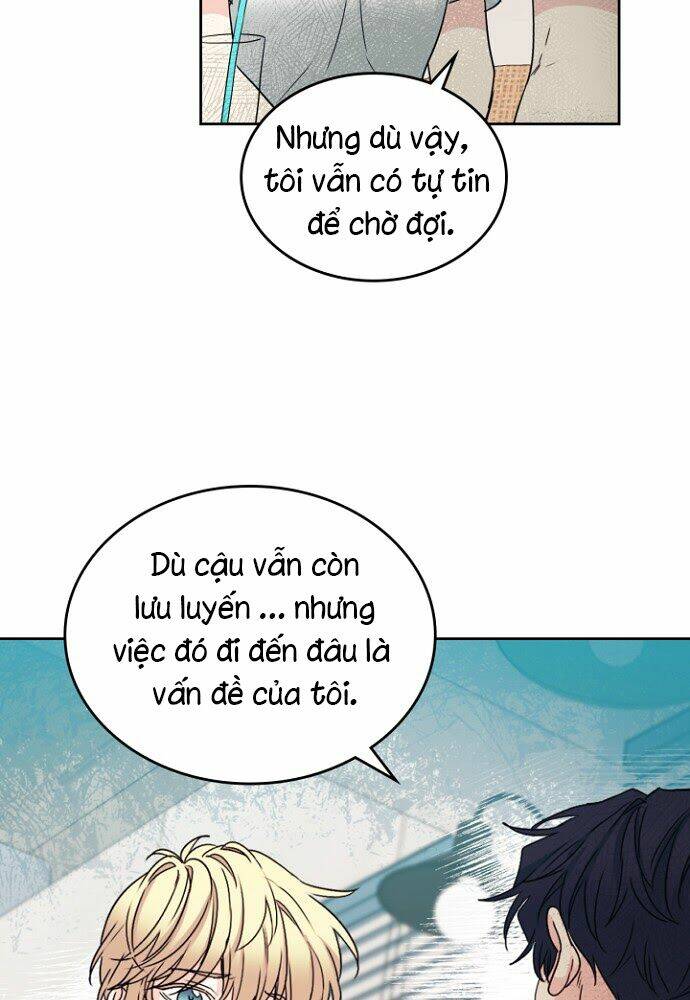 Nhưng dù vậy,
tôi vẫn có tự tin
để chờ đợi.
Dù cậu vẫn còn
lưu luyến ... nhưng
việc đó đi đến đâu là
vấn đề của tôi.